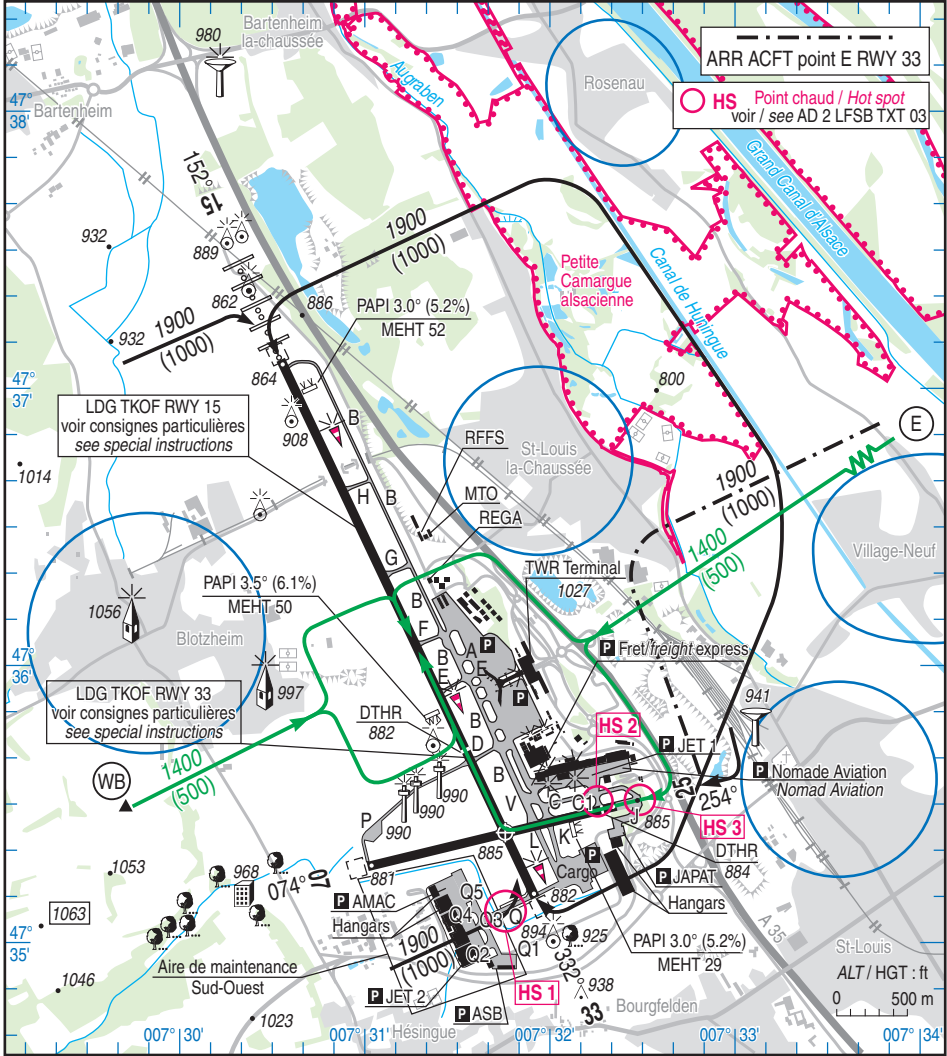 980
Bartenheim
la-chaussée
ARR ACFT point E RWY 33
HS Point chaud / Hot spot
voir / see AD 2 LFSB TXT 03
Augraben
Rosenau
47°
38'
Bartenheim
Grand Canal d'Alsace
152°
15
932
889
1900
(1000)
862
886
Petite
Camargue
alsacienne
Canal de Huningue
PAPI 3.0° (5.2%)
MEHT 52
932
1900
(1000)
864
47°
37'
800
LDG TKOF RWY 15
voir consignes particulières
see special instructions
908
B
RFFS
St-Louis
la-Chaussée
E
1014
H
B
MTO
REGA
1900
(1000)
1400
(500)
Village-Neuf
G
PAPI 3.5° (6.1%)
MEHT 50
TWR Terminal
1027
1056
Blotzheim
B
F
A
P
P Fret/freight express
47°
36'
B
E
E
P
LDG TKOF RWY 33
voir consignes particulières
see special instructions
997
DTHR
882
B
D
941
HS 2
P JET 1
WB
1400
(500)
990
990
990
B
P Nomade Aviation
Nomad Aviation
25
254°
P
V
C
C1
J
885
HS 3
885
K
L
DTHR
884
1053
968
881
074°
07
Cargo
P
882
P JAPAT
Hangars
1063
P AMAC
Hangars
Q5
Q4
Q3
Q
Q2
Q1
894
925
A 35
47°
35'
1900
(1000)
PAPI 3.0° (5.2%)
MEHT 29
St-Louis
Aire de maintenance
Sud-Ouest
332°
33
ALT / HGT : ft
1046
P JET 2
HS 1
938
0 500 m
1023
P ASB
Bourgfelden
Hésingue
007° 30'
007° 31'
007° 32'
007° 33'
007° 34'